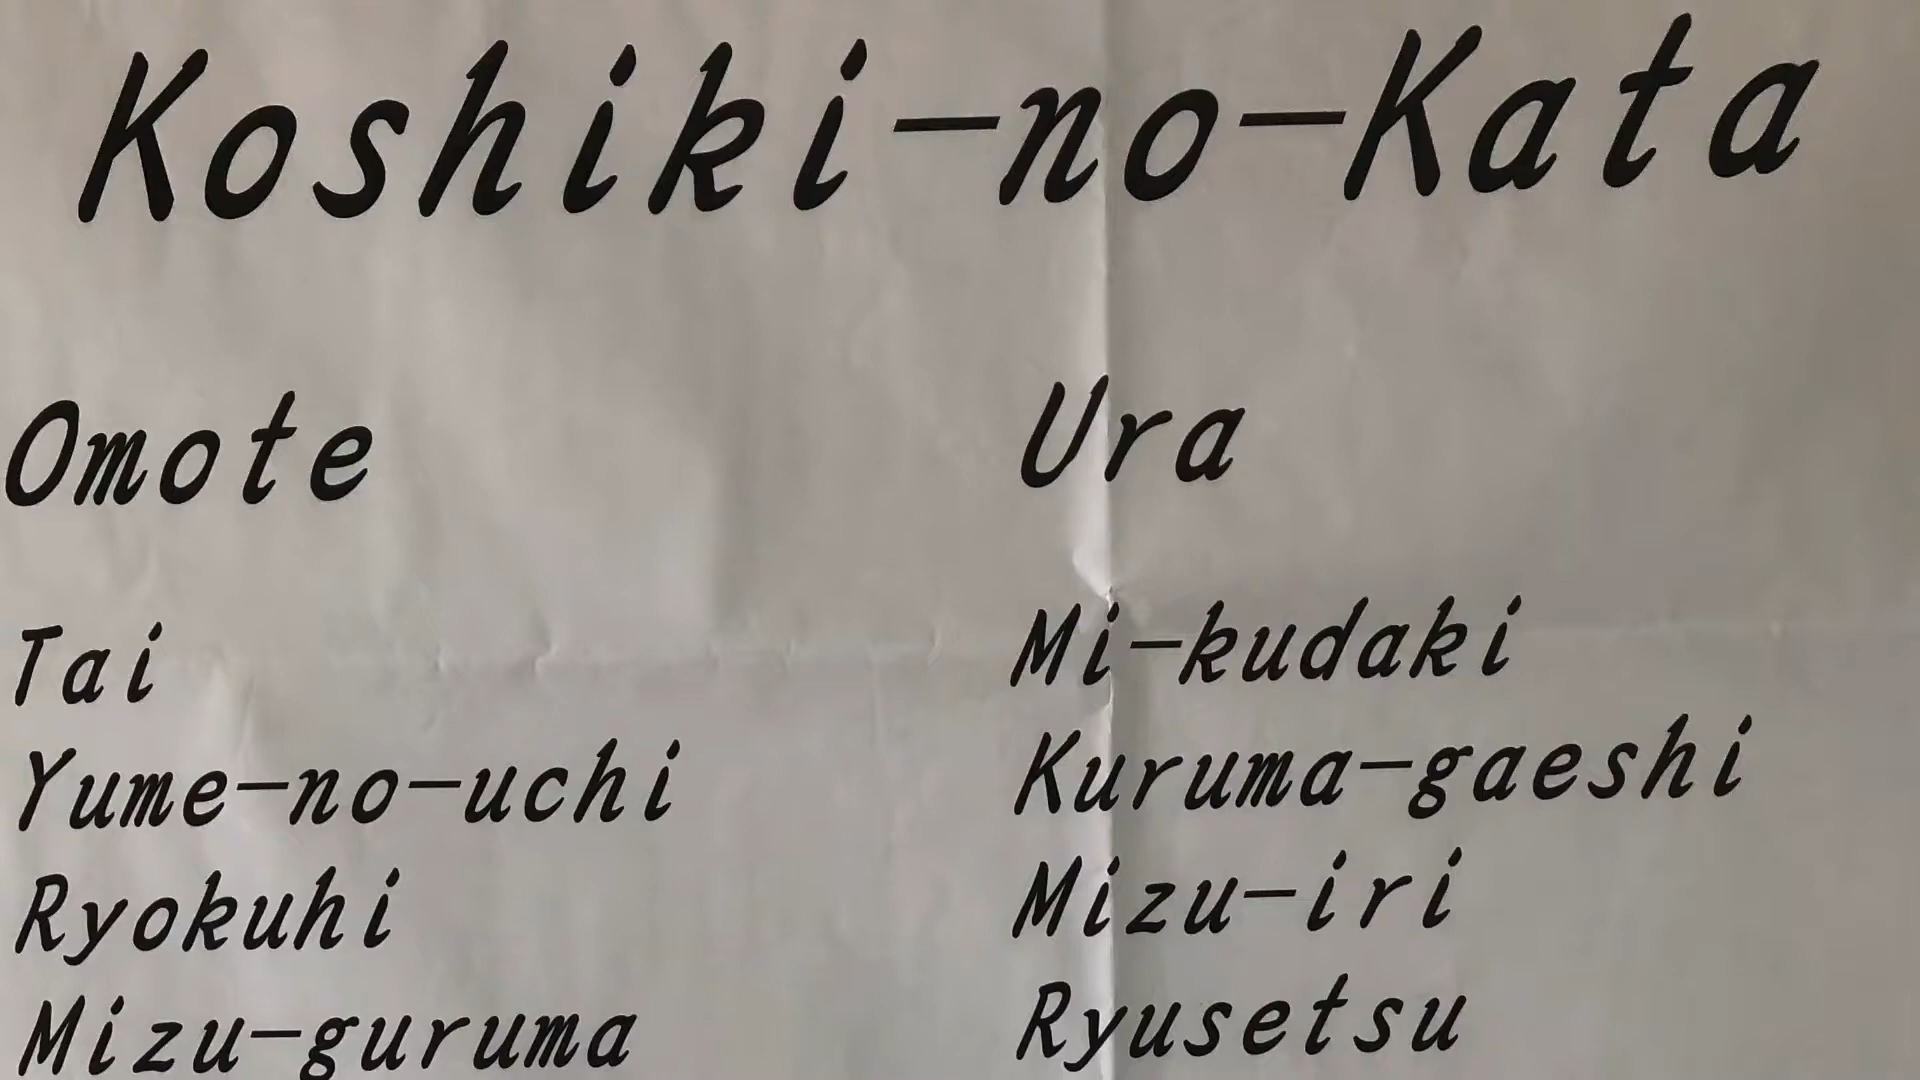 Koshiki-no-Kata
Omote
Tai
Yume-no-uchi
Ryokuhi
Mizu-guruma
Ura
Mi-kudaki
Kuruma-gaeshi
Mizu-iri
Ryusetsu